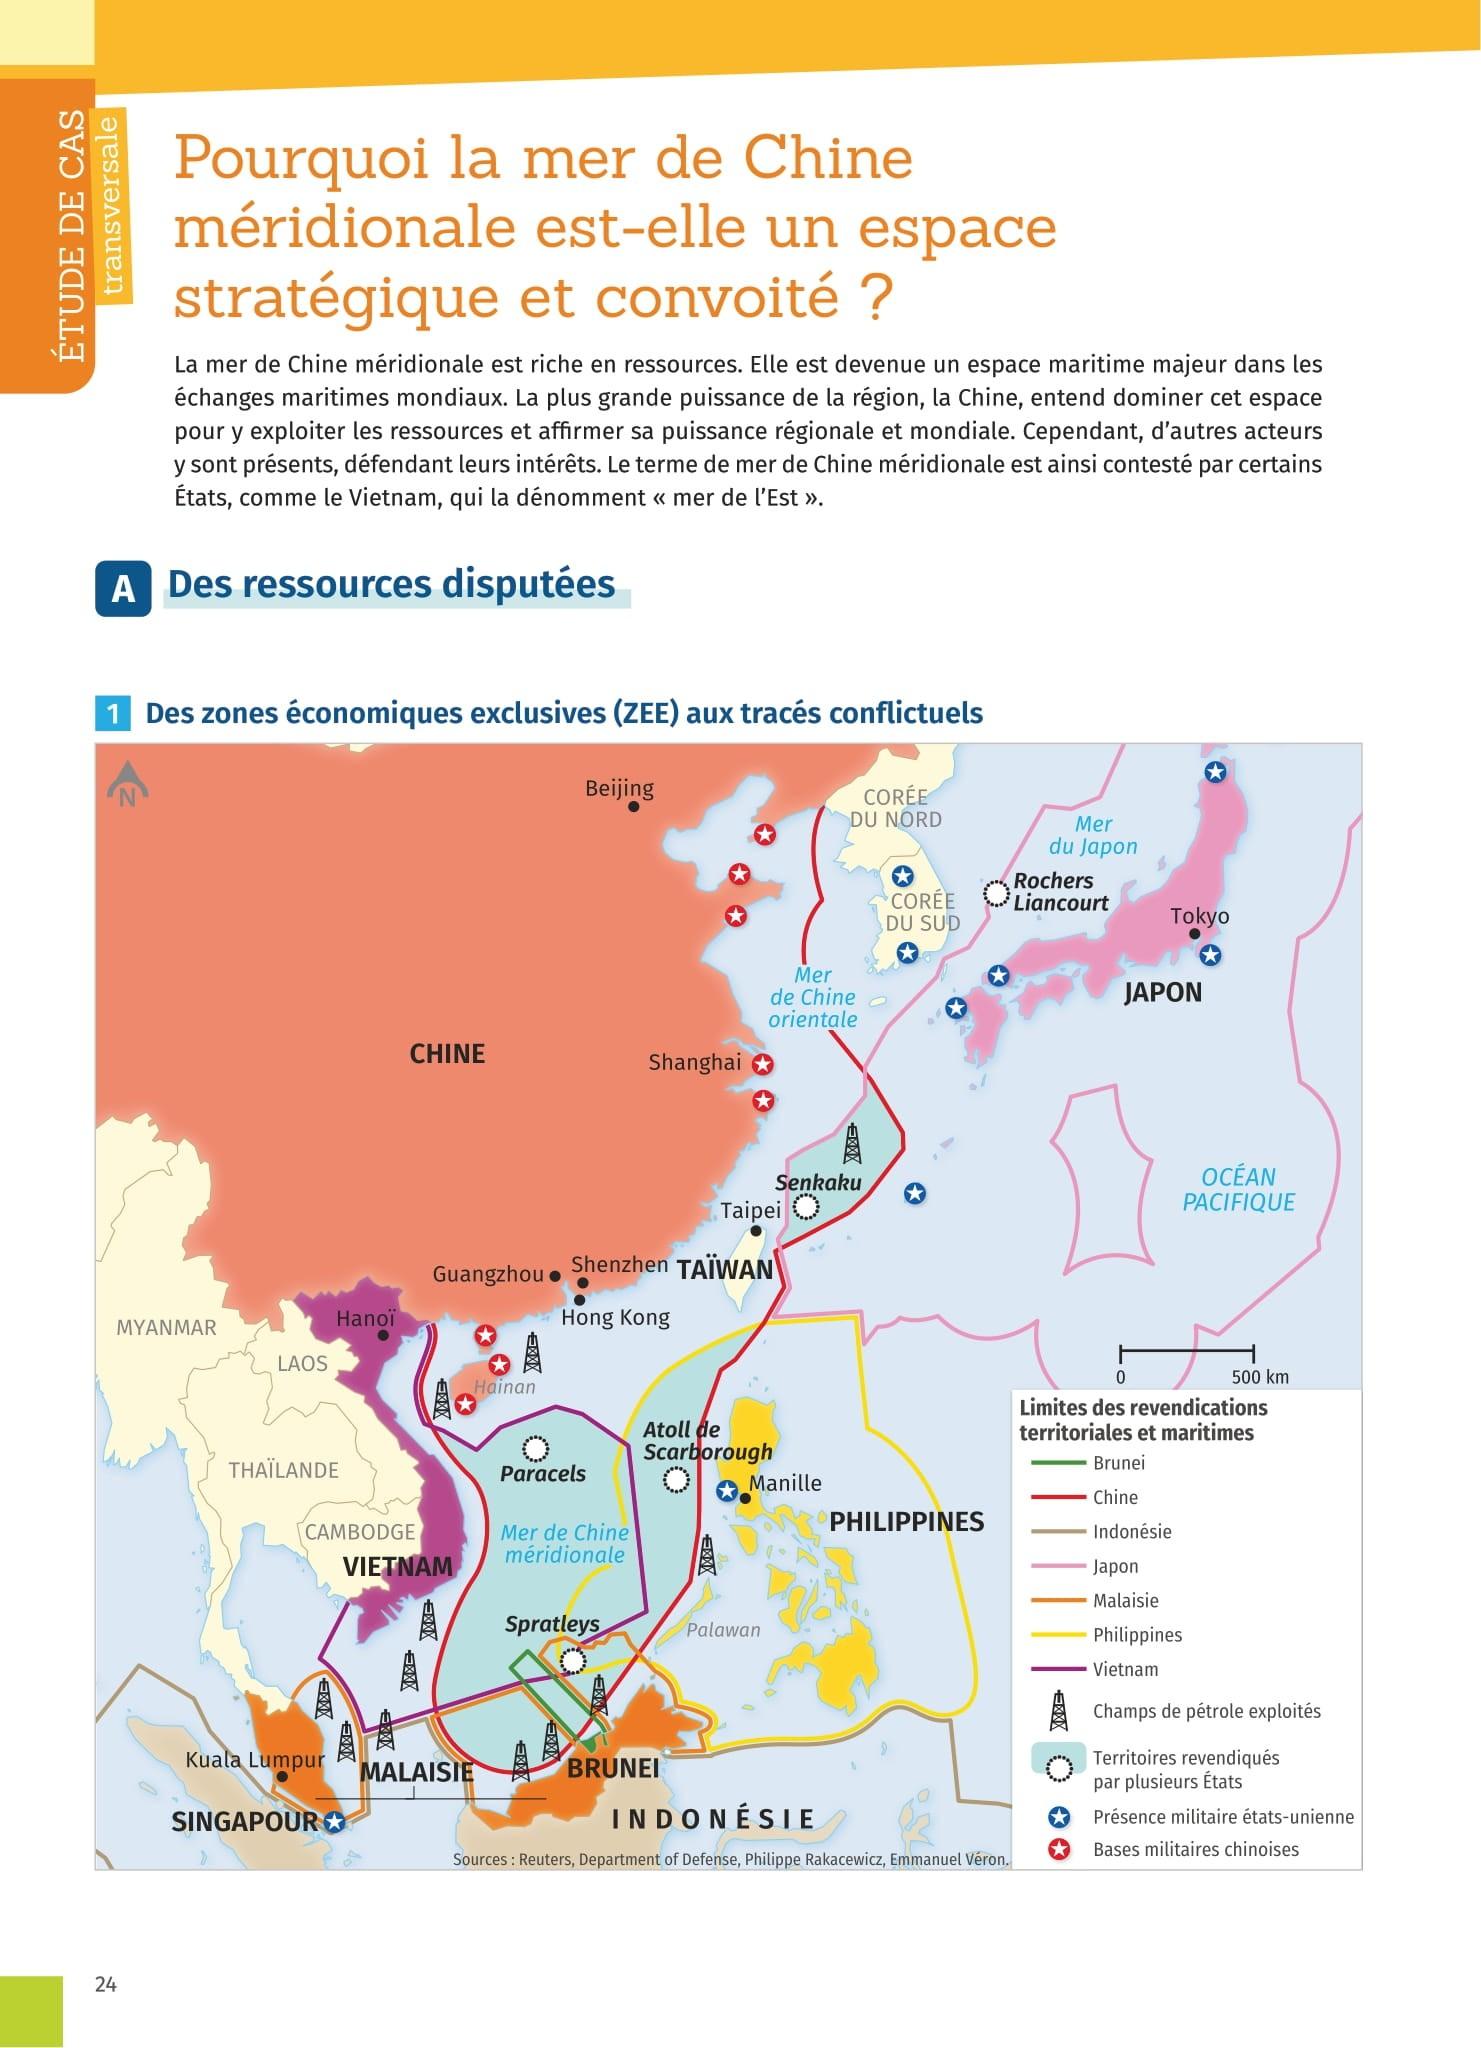 ÉTUDE DE CAS
transversale
Pourquoi la mer de Chine
méridionale est-elle un espace
stratégique et convoité ?
La mer de Chine méridionale est riche en ressources. Elle est devenue un espace maritime majeur dans les
échanges maritimes mondiaux. La plus grande puissance de la région, la Chine, entend dominer cet espace
pour y exploiter les ressources et affirmer sa puissance régionale et mondiale. Cependant, d’autres acteurs
y sont présents, défendant leurs intérêts. Le terme de mer de Chine méridionale est ainsi contesté par certains
États, comme le Vietnam, qui la dénomment « mer de l’Est ».
A Des ressources disputées
1 Des zones économiques exclusives (ZEE) aux tracés conflictuels
N
Beijing
CORÉE
DU NORD
Mer
du Japon
Rochers
Liancourt
CORÉE
DU SUD
Tokyo
JAPON
Mer
de Chine
orientale
CHINE
Shanghai
Senkaku
Taipei
OCÉAN
PACIFIQUE
TAÏWAN
Guangzhou
Shenzhen
Hong Kong
MYANMAR
Hanoï
LAOS
Hainan
0 500 km
Atoll de
Scarborough
Paracels
THAÏLANDE
Manille
PHILIPPINES
CAMBODGE
Mer de Chine
méridionale
VIETNAM
Spratleys
Palawan
Kuala Lumpur
MALAISIE
BRUNEI
SINGAPOUR
INDONÉSIE
Limites des revendications
territoriales et maritimes
Brunei
Chine
Indonésie
Japon
Malaisie
Philippines
Vietnam
Champs de pétrole exploités
Territoires revendiqués
par plusieurs États
Présence militaire états-unienne
Bases militaires chinoises
Sources : Reuters, Department of Defense, Philippe Rakacewicz, Emmanuel Véron.
24